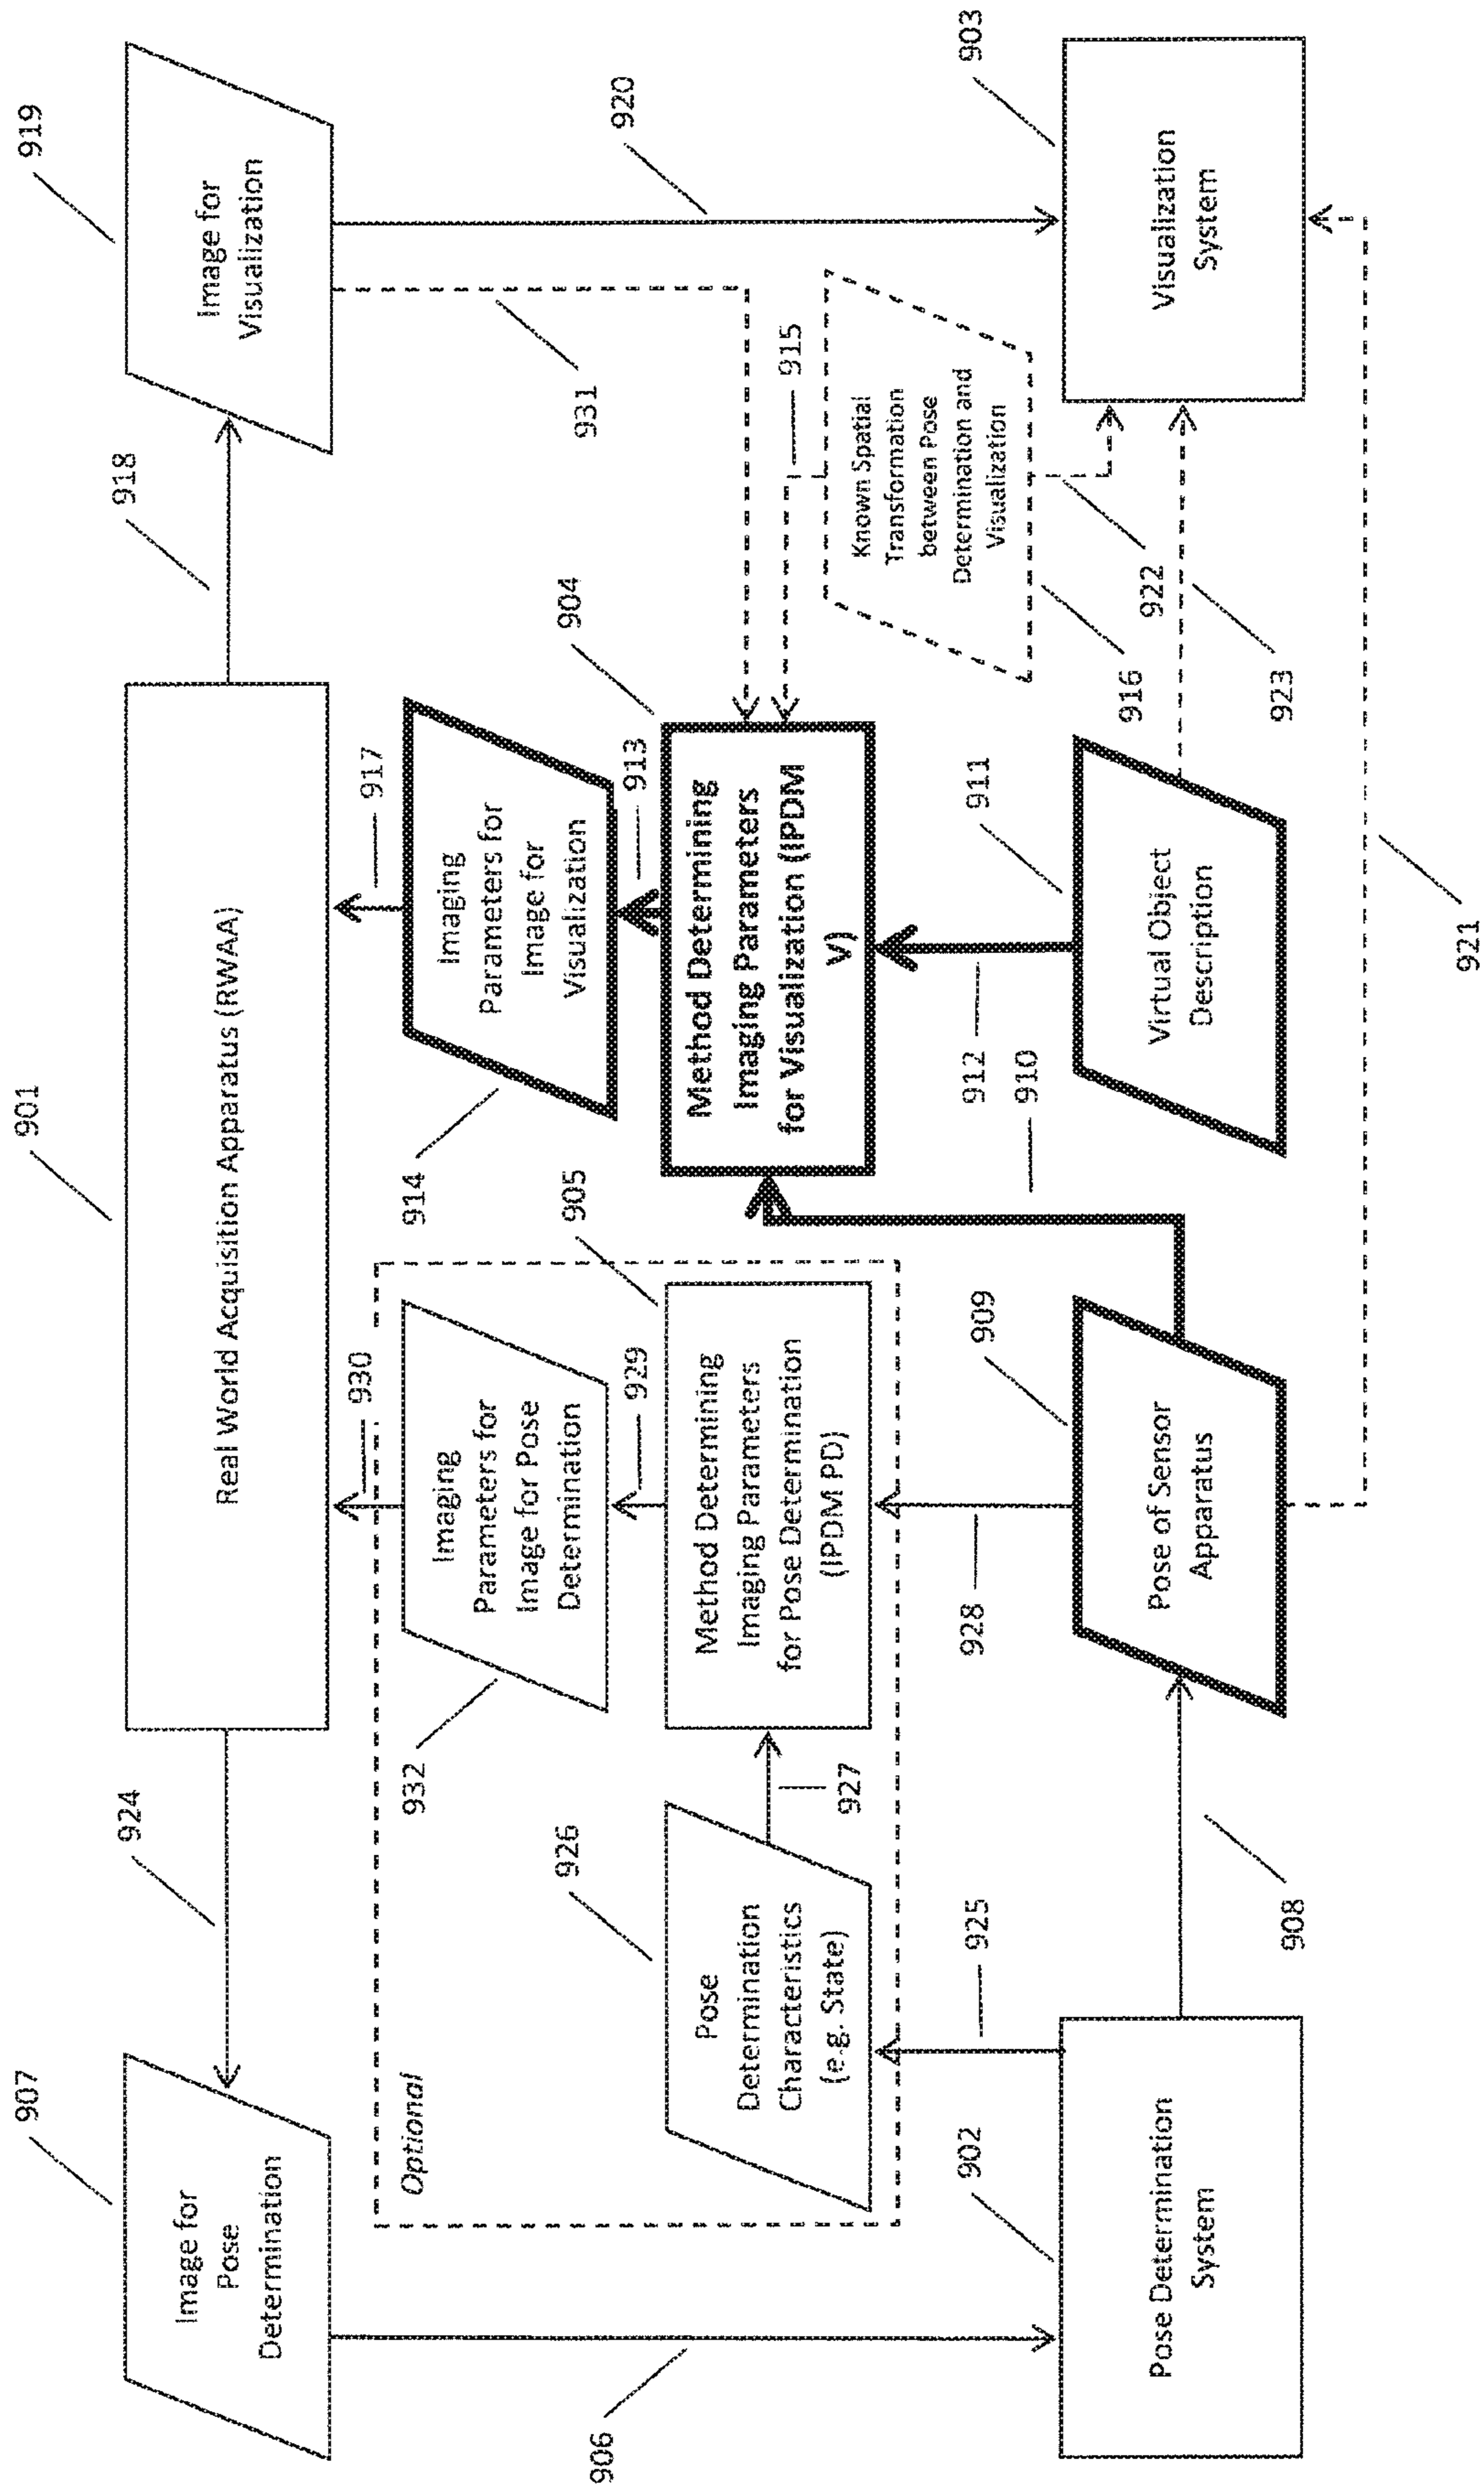 907
Image for
Pose
Determination
924
901
Real World Acquisition Apparatus (RWAA)
918
919
Image for
Visualization
906
Optional
926
Pose
Determination
Characteristics
(e.g. State)
927
932
Imaging
Parameters for
Image for Pose
Determination
930
929
905
Method Determining
Imaging Parameters
for Pose Determination
(IPDM PD)
914
Imaging
Parameters for
Image for
Visualization
917
913
904
Method Determining
Imaging Parameters
for Visualization (IPDM
V)
931
920
915
Known Spatial
Transformation
between Pose
Determination and
Visualization
916
922
923
925
902
Pose Determination
System
908
928
909
Pose of Sensor
Apparatus
912
910
911
Virtual Object
Description
903
Visualization
System
921